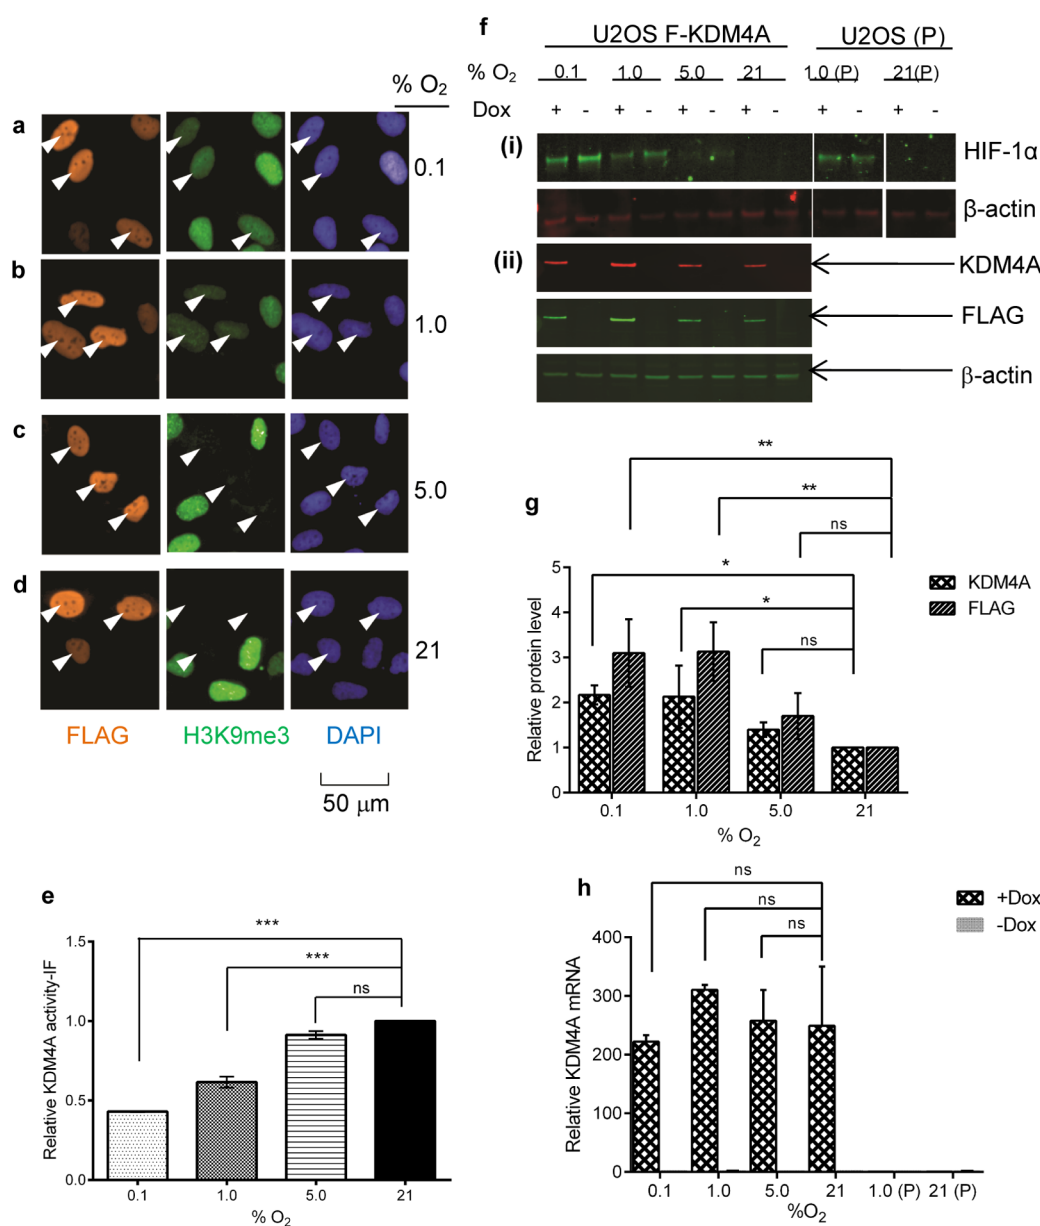 % O2
a
0.1
b
1.0
c
5.0
d
21
FLAG H3K9me3 DAPI
50 µm
e
***
***
ns
Relative KDM4A activity-IF
1.5
1.0
0.5
0.0
0.1 1.0 5.0 21
% O2
f
U2OS F-KDM4A U2OS (P)
% O2 0.1 1.0 5.0 21 1.0 (P) 21(P)
Dox + - + - + - + - + - + -
(i) HIF-1α
β-actin
(ii) KDM4A
FLAG
β-actin
g
**
**
ns
*
*
ns
KDM4A
FLAG
Relative protein level
5
4
3
2
1
0
0.1 1.0 5.0 21
% O2
h
ns
ns
ns
+Dox
-Dox
Relative KDM4A mRNA
400
300
200
100
0
0.1 1.0 5.0 21 1.0 (P) 21 (P)
%O2